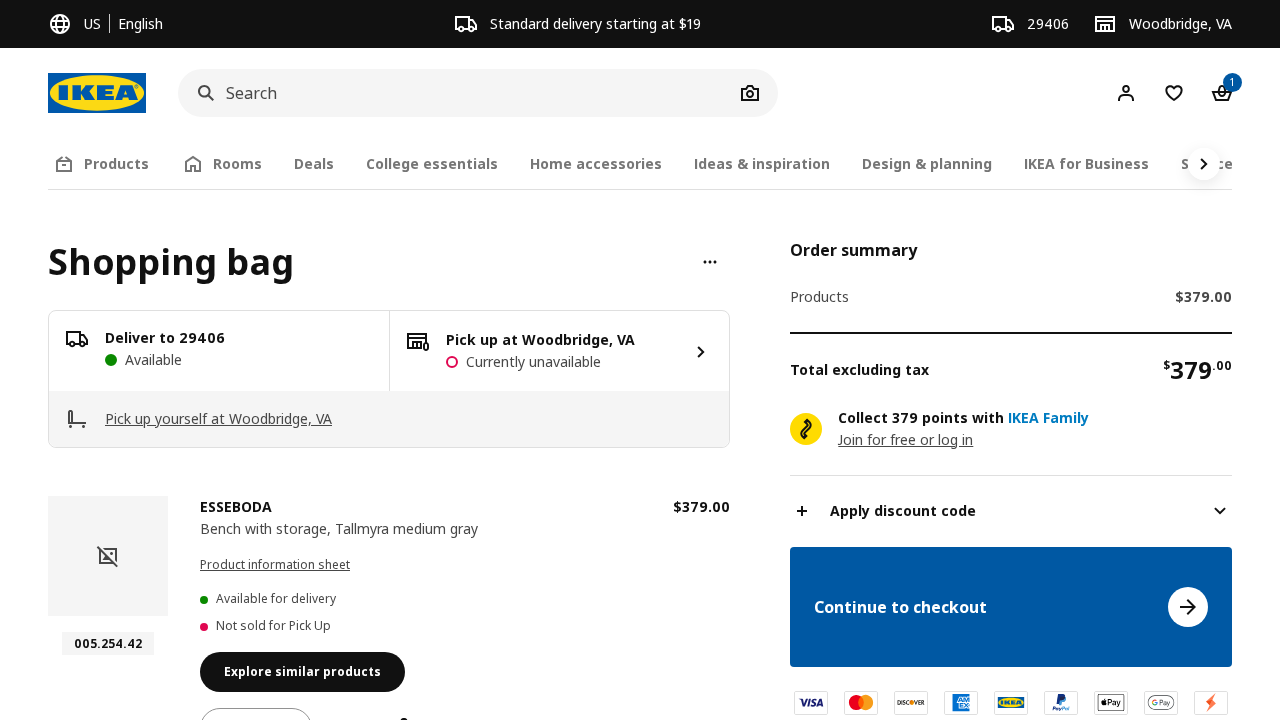 US English
Standard delivery starting at $19
29406
Woodbridge, VA
IKEA
Search
1
Products
Rooms
Deals
College essentials
Home accessories
Ideas & inspiration
Design & planning
IKEA for Business
Shopping bag
Deliver to 29406
Available
Pick up at Woodbridge, VA
Currently unavailable
Pick up yourself at Woodbridge, VA
ESSEBODA
$379.00
Bench with storage, Tallmyra medium gray
Product information sheet
Available for delivery
Not sold for Pick Up
005.254.42
Explore similar products
Order summary
Products
$379.00
Total excluding tax
$379.00
Collect 379 points with IKEA Family
Join for free or log in
Apply discount code
Continue to checkout
VISA
DISCOVER
AMEX
IKEA
PayPal
Pay
G Pay